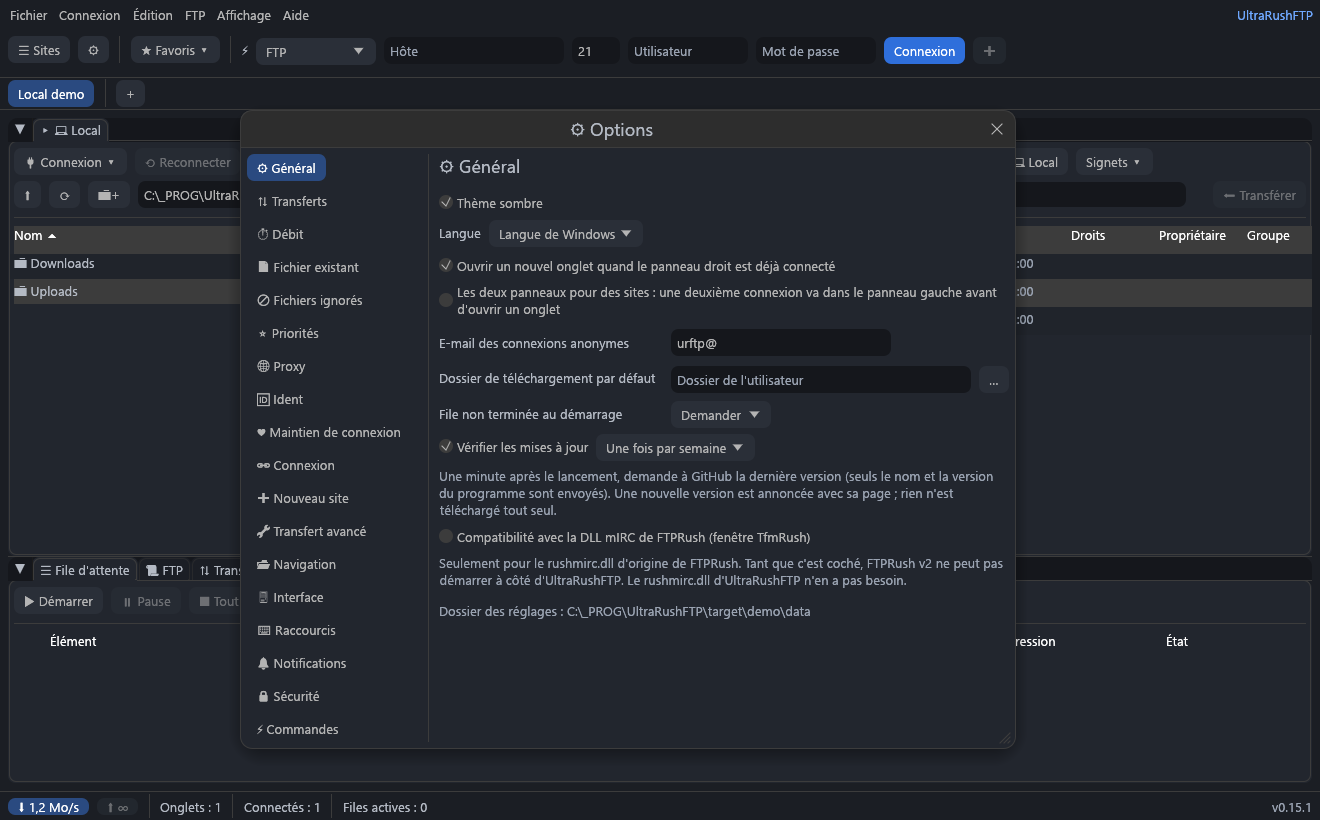 Fichier Connexion Édition FTP Affichage Aide UltraRushFTP
Sites Favoris FTP Hôte 21 Utilisateur Mot de passe Connexion +
Local demo +
Local
Options
Connexion Reconnecter Local Signets
C:\_PROG\UltraR Transférer
Nom Droits Propriétaire Groupe
Downloads :00
Uploads :00
:00
Général
Transferts
Débit
Fichier existant
Fichiers ignorés
Priorités
Proxy
Ident
Maintien de connexion
Connexion
Nouveau site
Transfert avancé
Navigation
Interface
Raccourcis
Notifications
Sécurité
Commandes
Général
Thème sombre
Langue Langue de Windows
Ouvrir un nouvel onglet quand le panneau droit est déjà connecté
Les deux panneaux pour des sites : une deuxième connexion va dans le panneau gauche avant
d'ouvrir un onglet
E-mail des connexions anonymes urftp@
Dossier de téléchargement par défaut Dossier de l'utilisateur ...
File non terminée au démarrage Demander
Vérifier les mises à jour Une fois par semaine
Une minute après le lancement, demande à GitHub la dernière version (seuls le nom et la version
du programme sont envoyés). Une nouvelle version est annoncée avec sa page ; rien n'est
téléchargé tout seul.
Compatibilité avec la DLL mIRC de FTPRush (fenêtre TfmRush)
Seulement pour le rushmirc.dll d'origine de FTPRush. Tant que c'est coché, FTPRush v2 ne peut pas
démarrer à côté d'UltraRushFTP. Le rushmirc.dll d'UltraRushFTP n'en a pas besoin.
Dossier des réglages : C:\_PROG\UltraRushFTP\target\demo\data
File d'attente FTP Trans
Démarrer Pause Tout
Élément ression État
1,2 Mo/s ∞ Onglets : 1 Connectés : 1 Files actives : 0 v0.15.1